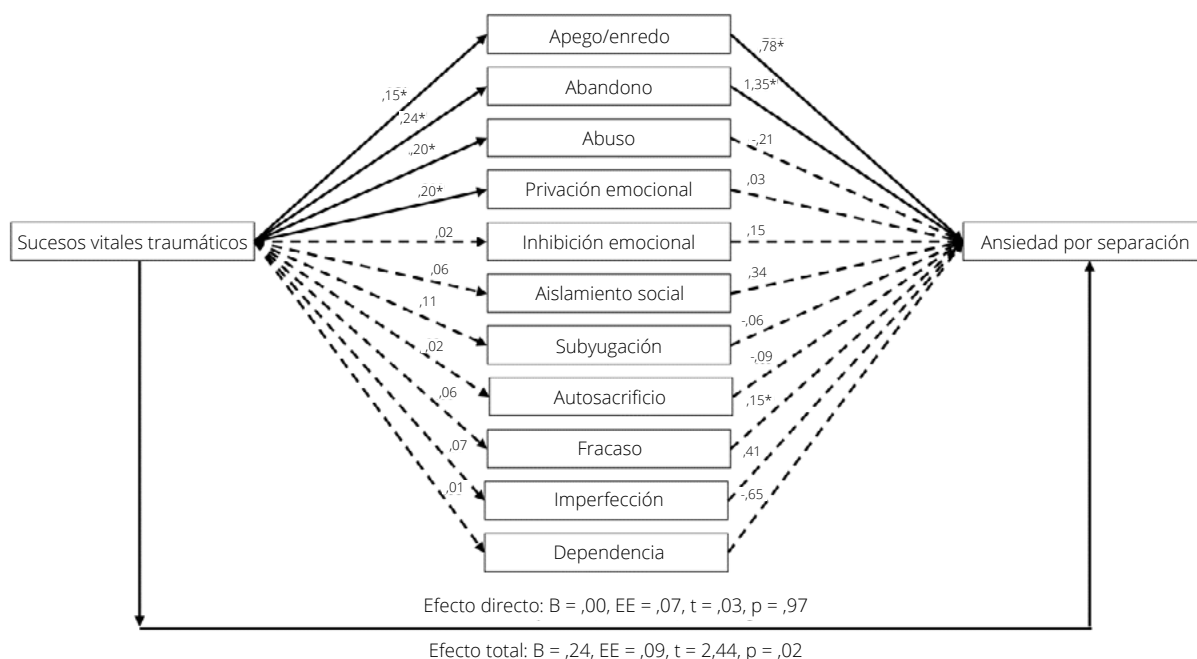 Apego/enredo
,78*
Abandono
1,35*
,15*
,24*
Abuso
-,21
,20*
Privación emocional
,03
,20*
Sucesos vitales traumáticos
,02
Inhibición emocional
,15
Ansiedad por separación
,06
Aislamiento social
,34
,11
Subyugación
-,06
,02
Autosacrificio
-,09
,06
,15*
Fracaso
,07
,41
Imperfección
,01
-,65
Dependencia
Efecto directo: B = ,00, EE = ,07, t = ,03, p = ,97
Efecto total: B = ,24, EE = ,09, t = 2,44, p = ,02